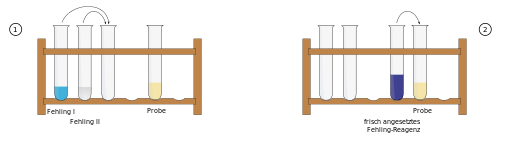 1
2
Fehling I
Probe
Fehling II
Probe
frisch angesetztes
Fehling-Reagenz